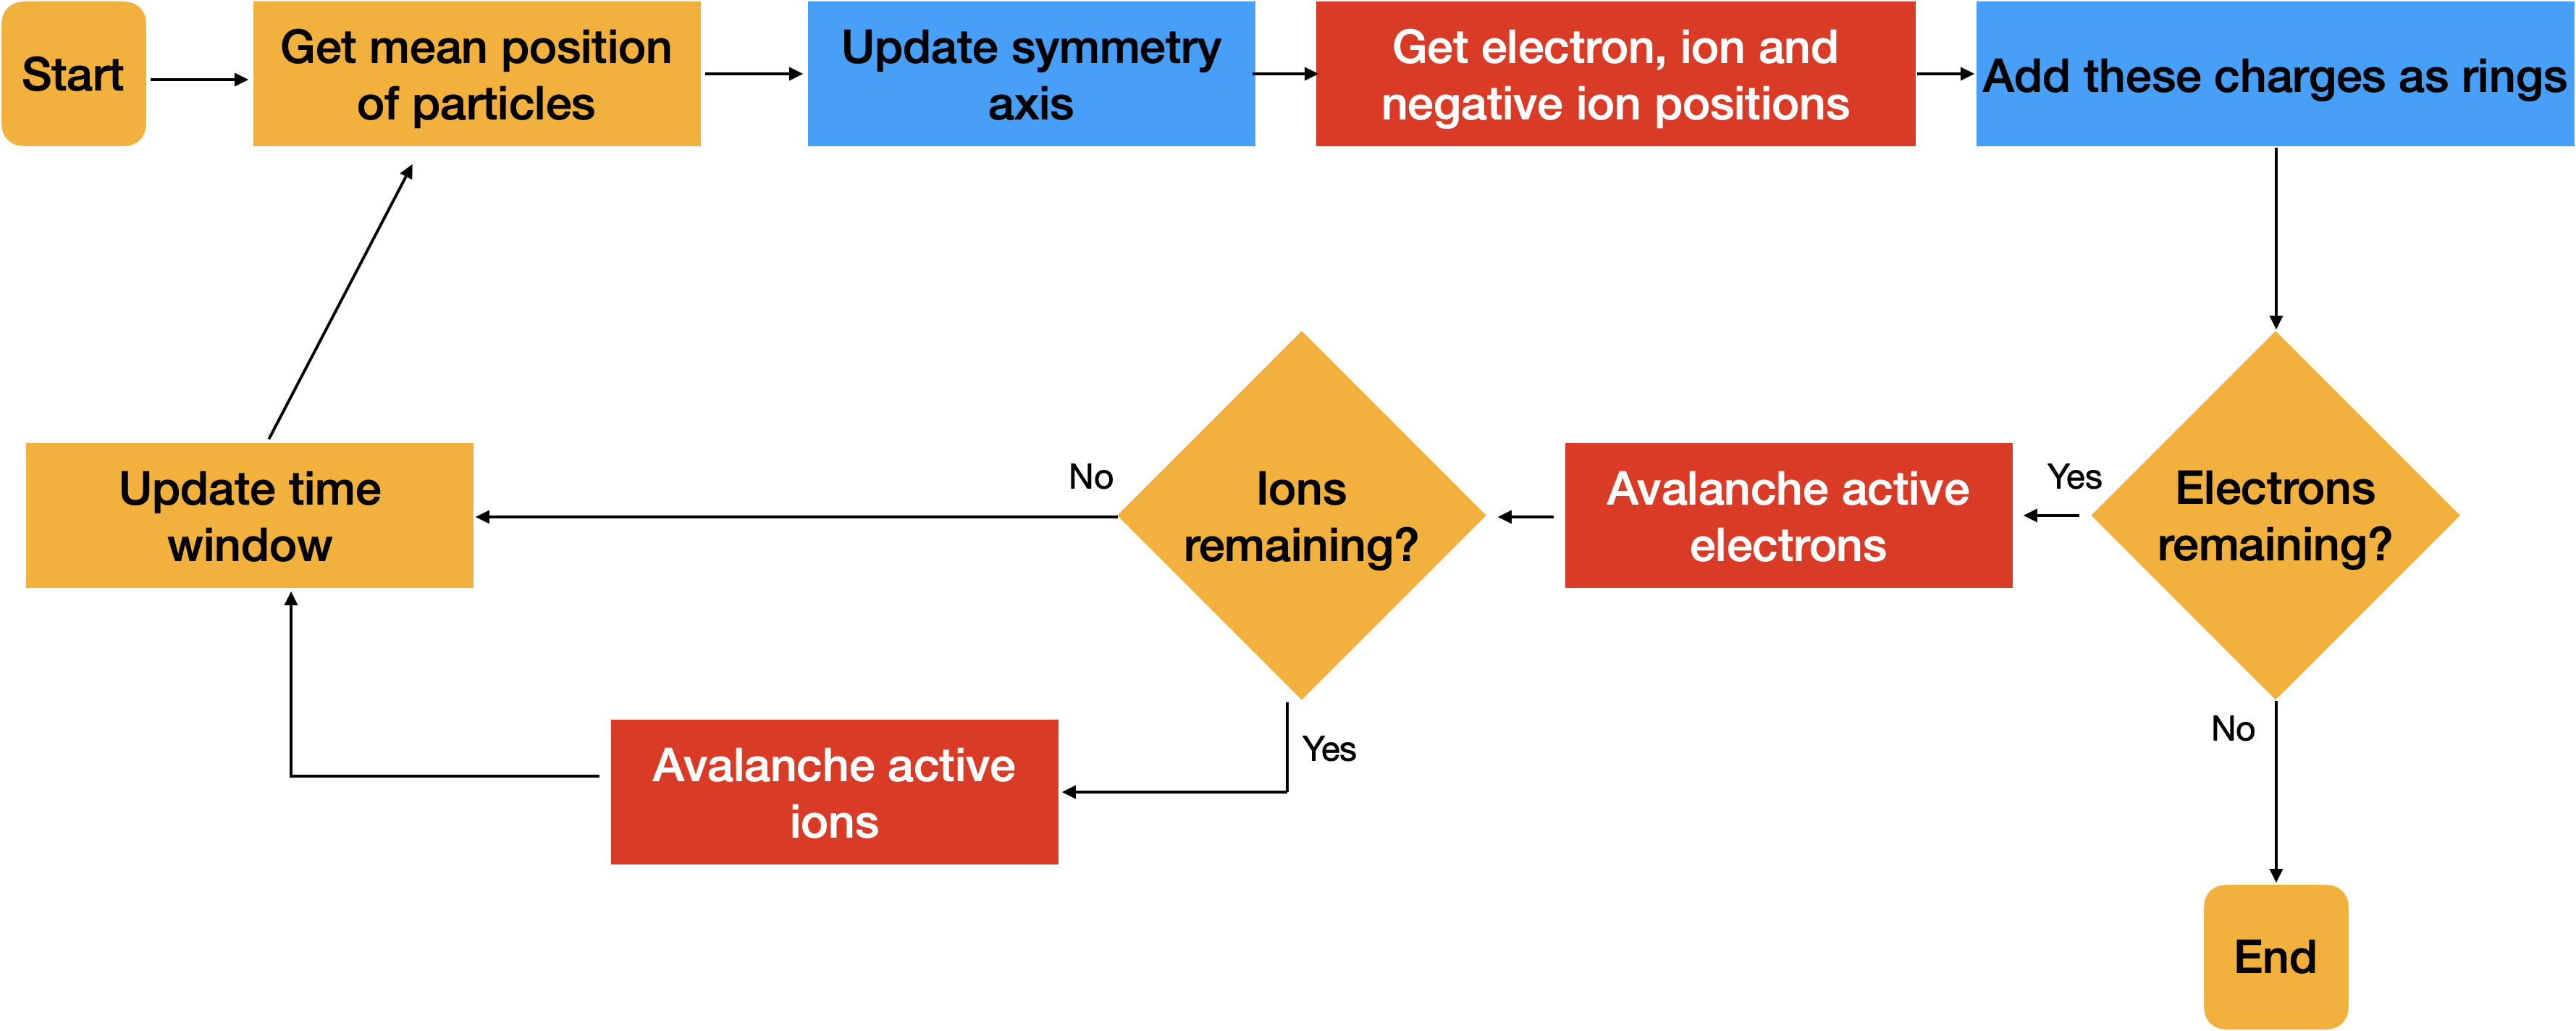 Start
Get mean position
of particles
Update symmetry
axis
Get electron, ion and
negative ion positions
Add these charges as rings
Electrons
remaining?
Yes
No
Avalanche active
electrons
Ions
remaining?
No
Yes
Update time
window
Avalanche active
ions
End